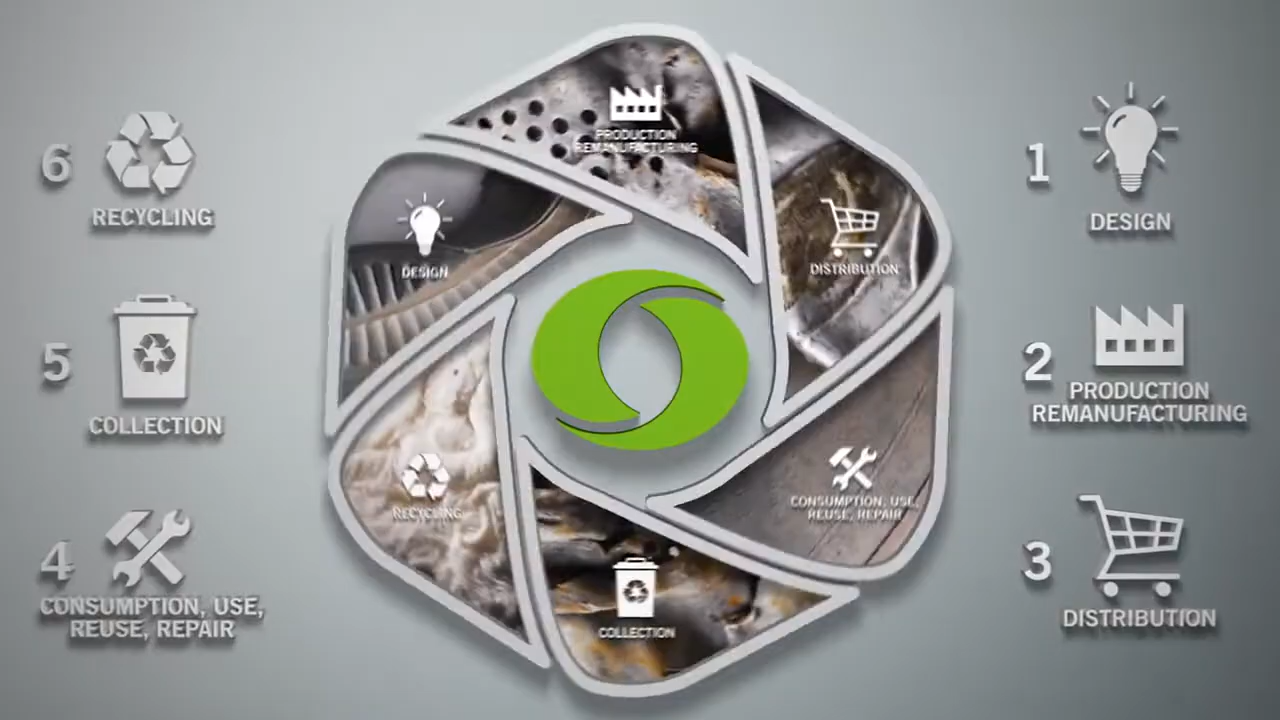 6
RECYCLING
5
COLLECTION
4
CONSUMPTION, USE,
REUSE, REPAIR
PRODUCTION
REMANUFACTURING
DESIGN
DISTRIBUTION
RECYCLING
CONSUMPTION, USE,
REUSE, REPAIR
COLLECTION
1
DESIGN
2
PRODUCTION
REMANUFACTURING
3
DISTRIBUTION